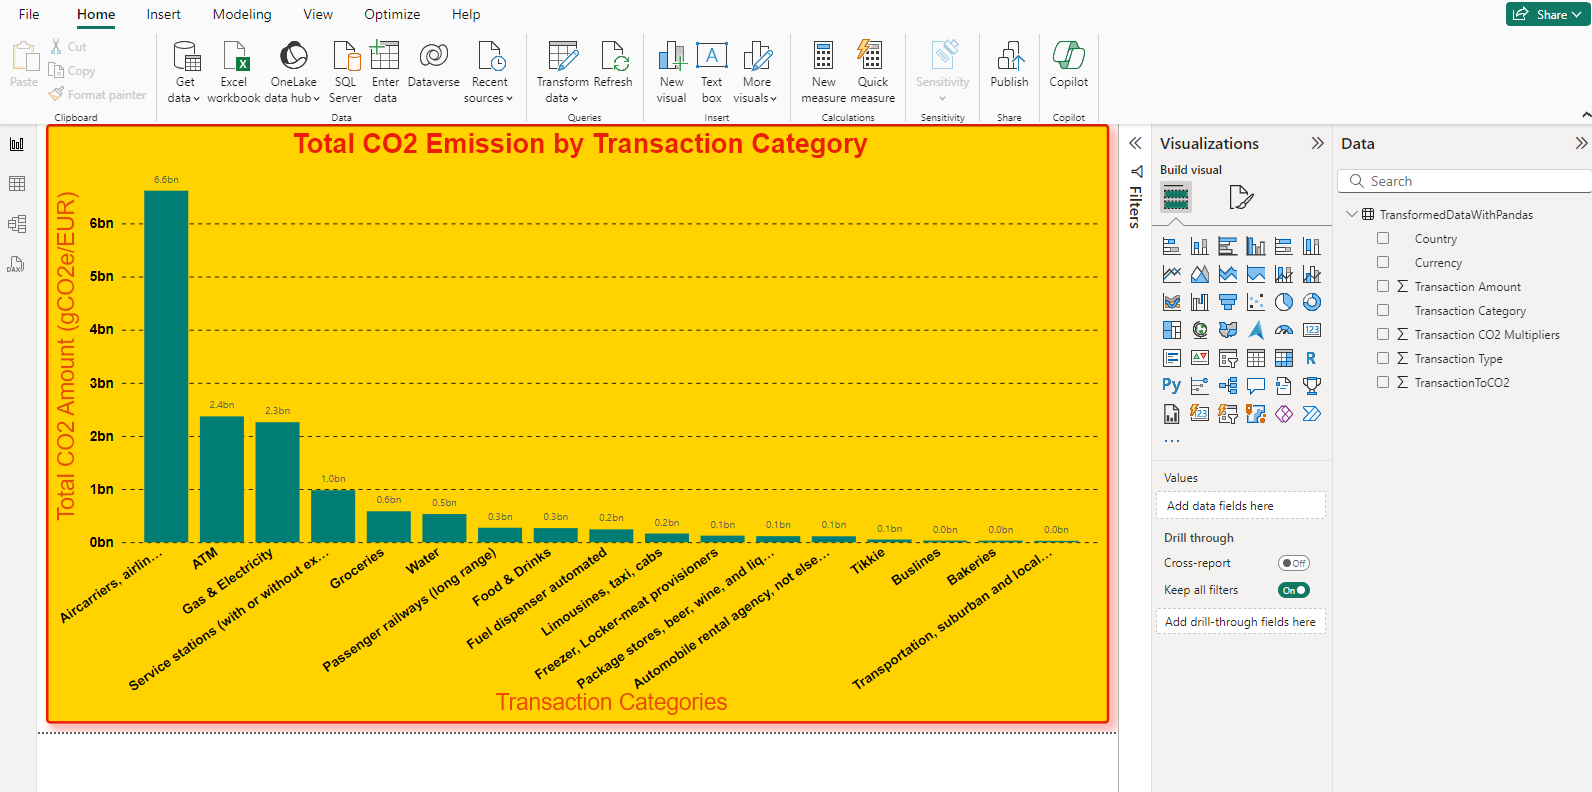 File Home Insert Modeling View Optimize Help Share
Paste
Cut
Copy
Format painter
Clipboard
Get data
Excel workbook
OneLake data hub
SQL Server
Enter data
Dataverse
Recent sources
Data
Transform data
Refresh
Queries
New visual
Text box
More visuals
Insert
New measure
Quick measure
Calculations
Sensitivity
Sensitivity
Publish
Share
Copilot
Copilot
Total CO2 Emission by Transaction Category
Total CO2 Amount (gCO2e/EUR)
6bn
5bn
4bn
3bn
2bn
1bn
0bn
6.6bn
2.4bn
2.3bn
1.0bn
0.6bn
0.5bn
0.3bn
0.3bn
0.2bn
0.2bn
0.1bn
0.1bn
0.1bn
0.1bn
0.0bn
0.0bn
0.0bn
Aircarriers, airlin...
ATM
Gas & Electricity
Service stations (with or without ex...
Groceries
Water
Passenger railways (long range)
Food & Drinks
Fuel dispenser automated
Limousines, taxi, cabs
Freezer, Locker-meat provisioners
Package stores, beer, wine, and liq...
Automobile rental agency, not else...
Tikkie
Buslines
Bakeries
Transportation, suburban and local...
Transaction Categories
Filters
Visualizations
Build visual
123
R
Py
123
...
Values
Add data fields here
Drill through
Cross-report Off
Keep all filters On
Add drill-through fields here
Data
Search
TransformedDataWithPandas
Country
Currency
Σ Transaction Amount
Transaction Category
Σ Transaction CO2 Multipliers
Σ Transaction Type
Σ TransactionToCO2
DAX